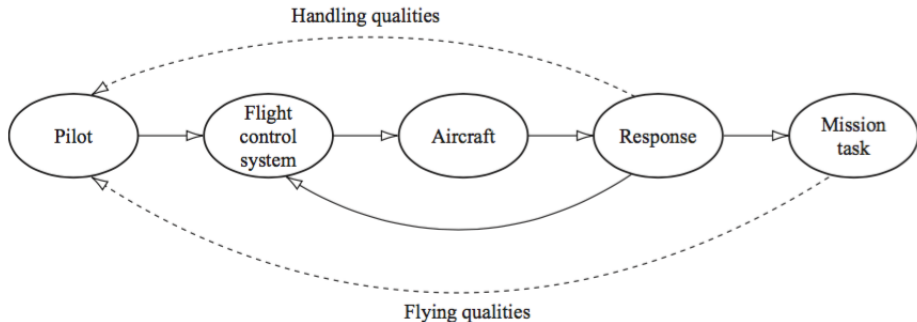 Handling qualities
Pilot
Flight
control
system
Aircraft
Response
Mission
task
Flying qualities